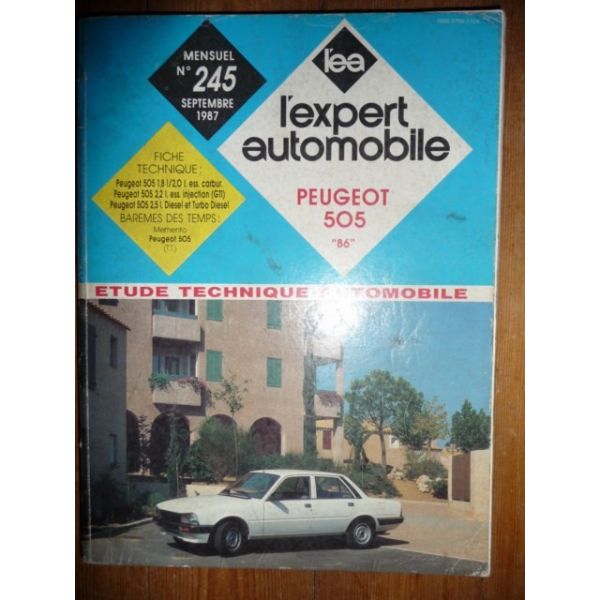 MENSUEL
N° 245
SEPTEMBRE
1987
l'ea
l'expert
automobile
PEUGEOT
505
"86"
FICHE
TECHNIQUE :
Peugeot 505 1,8 l/2,0 l. ess. carbur.
Peugeot 505 2,2 l. ess. injection (GTI)
Peugeot 505 2,5 l. Diesel et Turbo Diesel
BAREMES DES TEMPS :
Memento
Peugeot 505
(TT)
ETUDE TECHNIQUE AUTOMOBILE